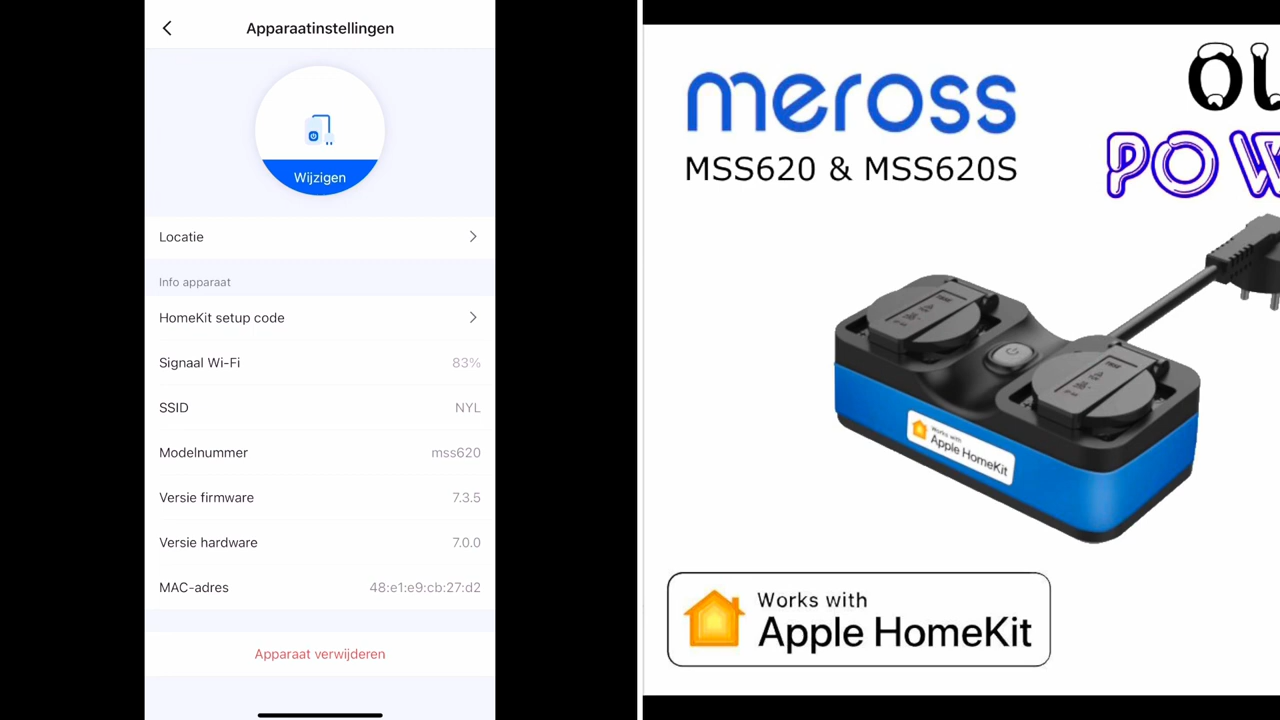 Apparaatinstellingen
Wijzigen
Locatie
Info apparaat
HomeKit setup code
Signaal Wi-Fi 83%
SSID NYL
Modelnummer mss620
Versie firmware 7.3.5
Versie hardware 7.0.0
MAC-adres 48:e1:e9:cb:27:d2
Apparaat verwijderen
meross
MSS620 & MSS620S
Works with
Apple HomeKit
Works with
Apple HomeKit